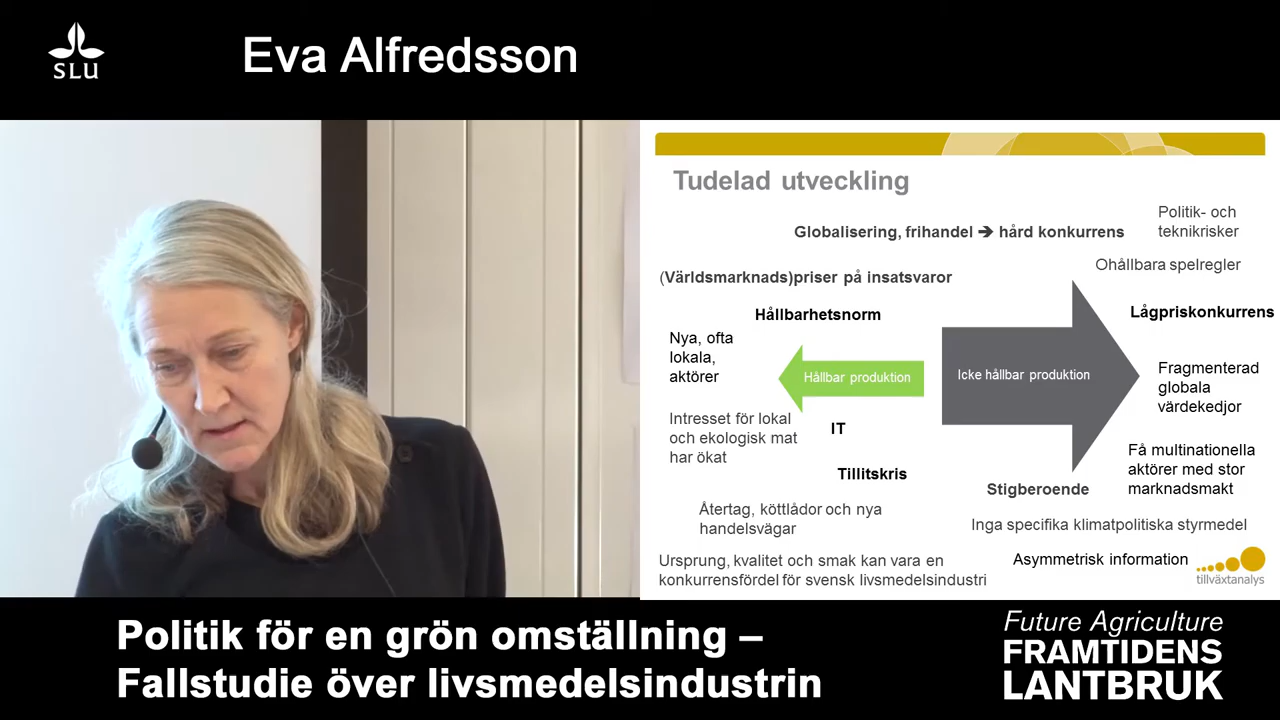 SLU
Eva Alfredsson
Tudelad utveckling
Politik- och
teknikrisker
Globalisering, frihandel ➔ hård konkurrens
Ohållbara spelregler
(Världsmarknads)priser på insatsvaror
Hållbarhetsnorm
Lågpriskonkurrens
Nya, ofta
lokala,
aktörer
Hållbar produktion
Icke hållbar produktion
Fragmenterad
globala
värdekedjor
Intresset för lokal
och ekologisk mat
har ökat
IT
Tillitskris
Få multinationella
aktörer med stor
marknadsmakt
Stigberoende
Återtag, köttlådor och nya
handelsvägar
Inga specifika klimatpolitiska styrmedel
Ursprung, kvalitet och smak kan vara en
konkurrensfördel för svensk livsmedelsindustri
Asymmetrisk information
tillväxtanalys
Politik för en grön omställning –
Fallstudie över livsmedelsindustrin
Future Agriculture
FRAMTIDENS
LANTBRUK